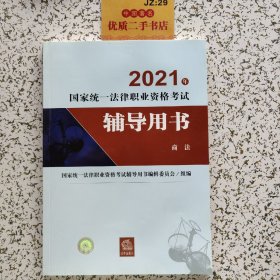 JZ:29
优质二手书店
2021年
国家统一法律职业资格考试
辅导用书
商 法
国家统一法律职业资格考试辅导用书编辑委员会/组编